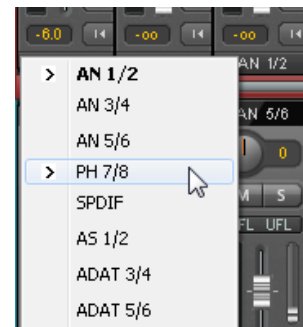 -6.0 -oo -oo
AN 1/2
> AN 1/2
AN 3/4
AN 5/6
AN 5/6
0
> PH 7/8
M S
SPDIF
FL UFL
AS 1/2
ADAT 3/4
ADAT 5/6